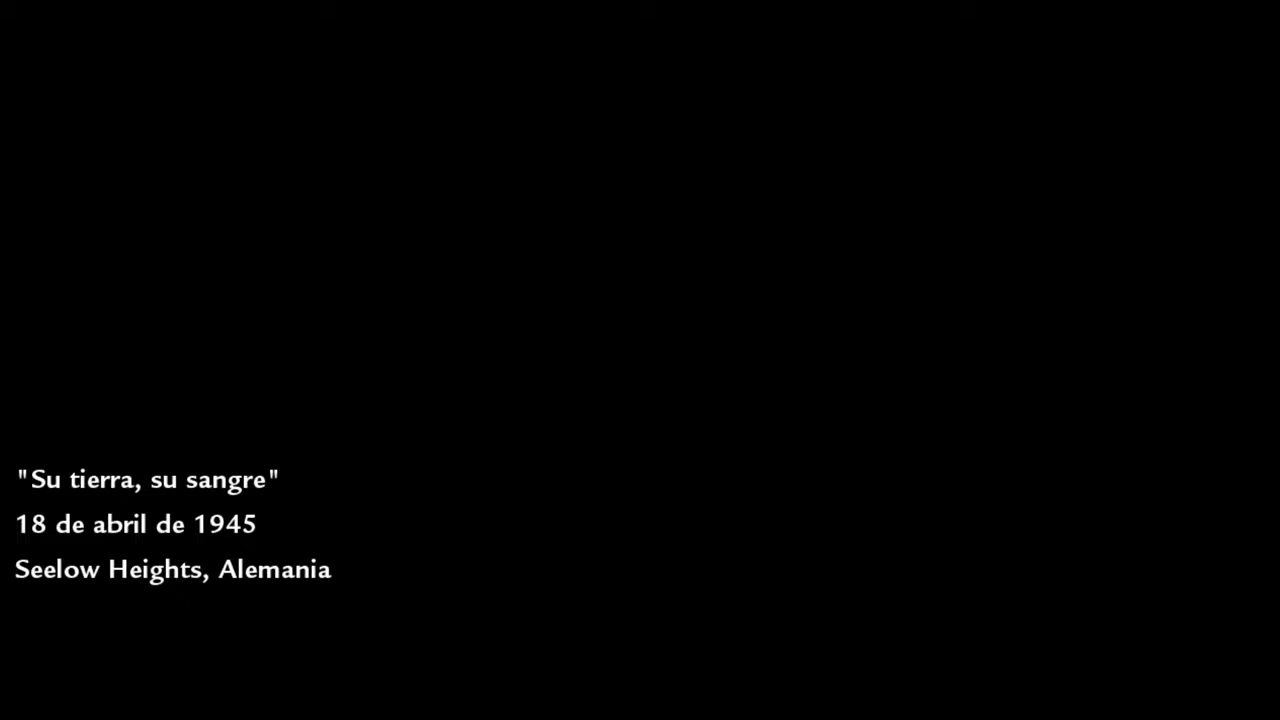 "Su tierra, su sangre"
18 de abril de 1945
Seelow Heights, Alemania